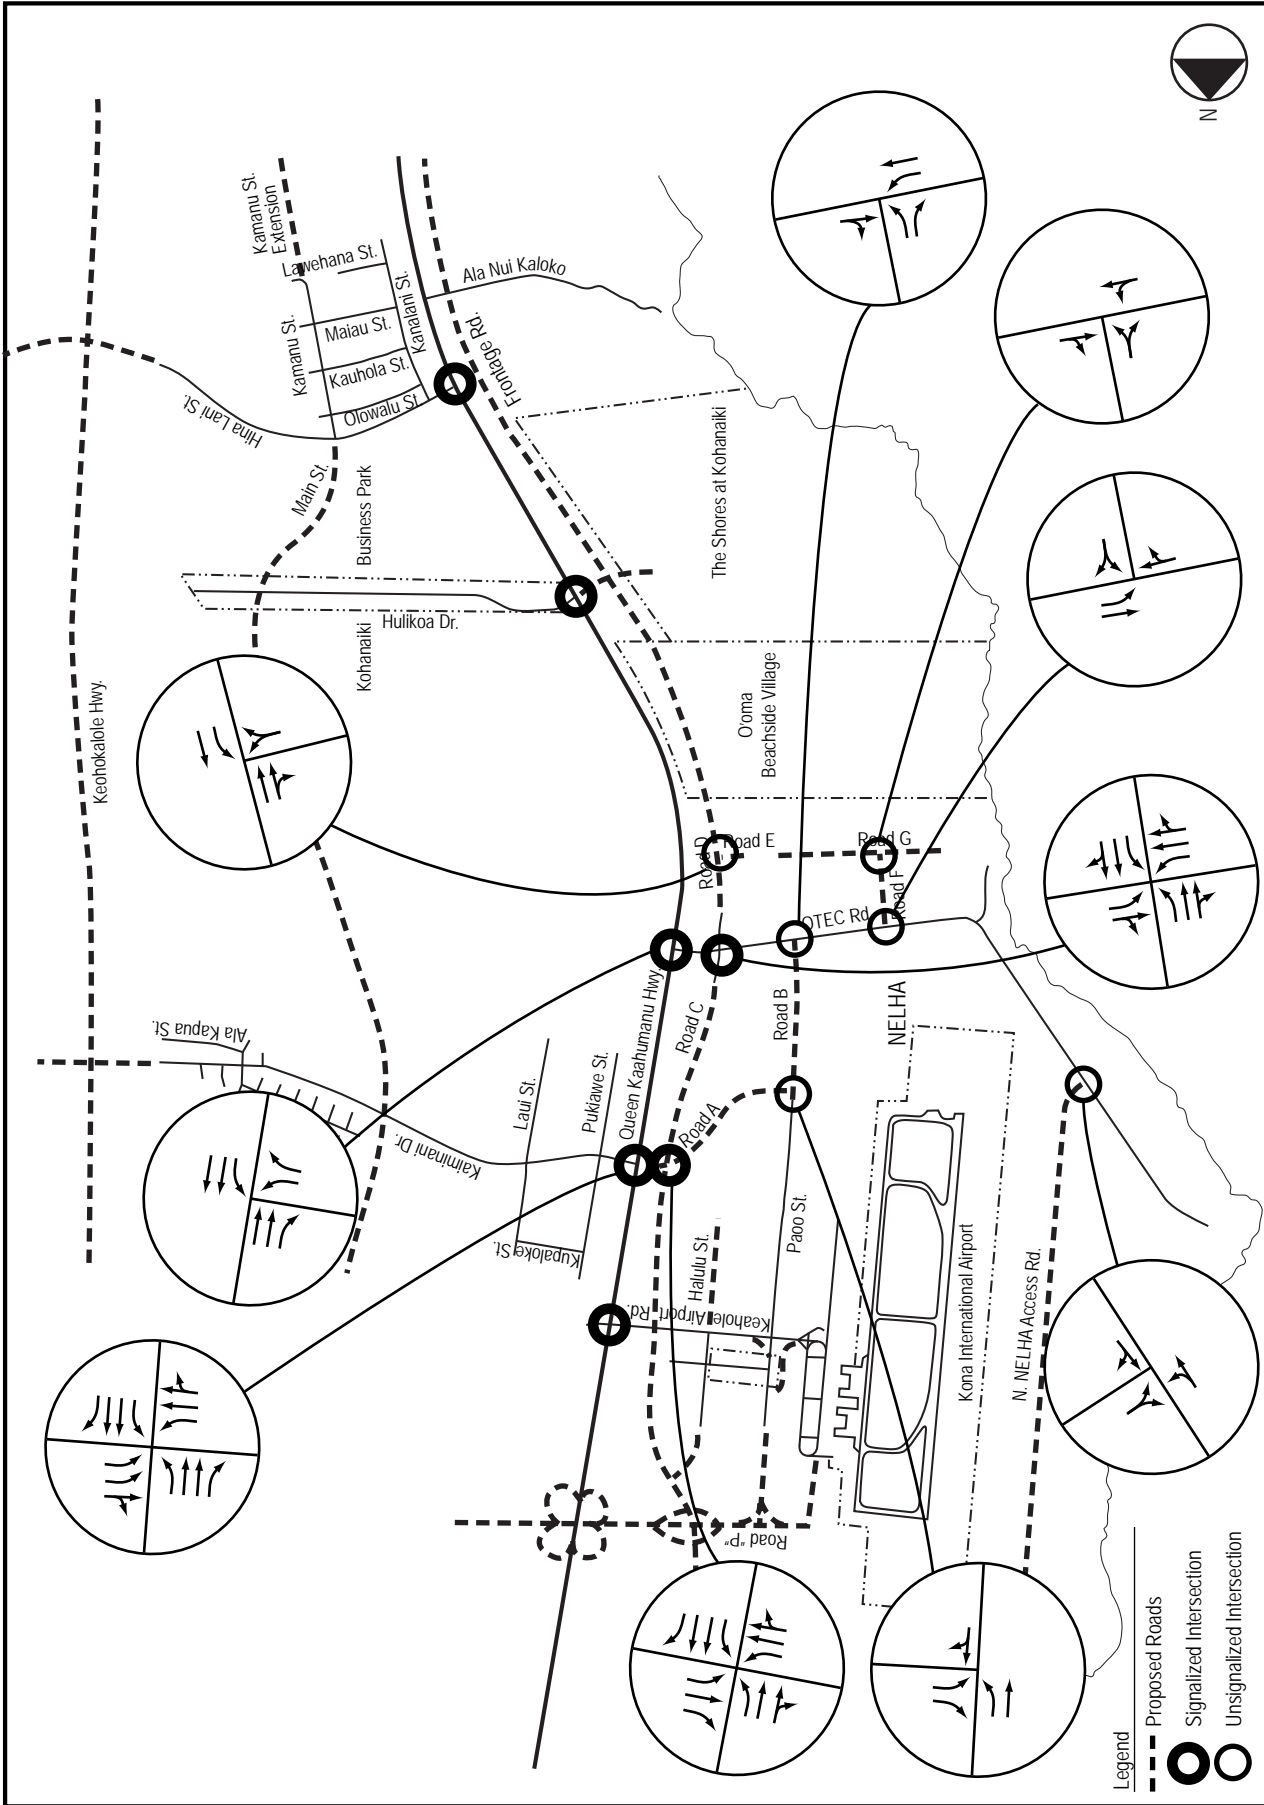 N
Kamanu St.
Extension
Lawehana St.
Kamanu St.
Maiau St.
Kanalani St.
Kauhola St.
Olowalu St.
Ala Nui Kaloko
Frontage Rd.
Hina Lani St.
Main St.
Kohanaiki
Business Park
Hulikoa Dr.
The Shores at Kohanaiki
Keohokalole Hwy.
O'oma
Beachside Village
Road D
Road E
Road G
Road F
OTEC Rd.
NELHA
Road B
Road C
Road A
Queen Kaahumanu Hwy.
Ala Kapua St.
Kaiminani Dr.
Laui St.
Pukiawe St.
Kupaloke St.
Halulu St.
Paoo St.
Keahole Airport Rd.
Kona International Airport
N. NELHA Access Rd.
Road "P"
Legend
Proposed Roads
Signalized Intersection
Unsignalized Intersection